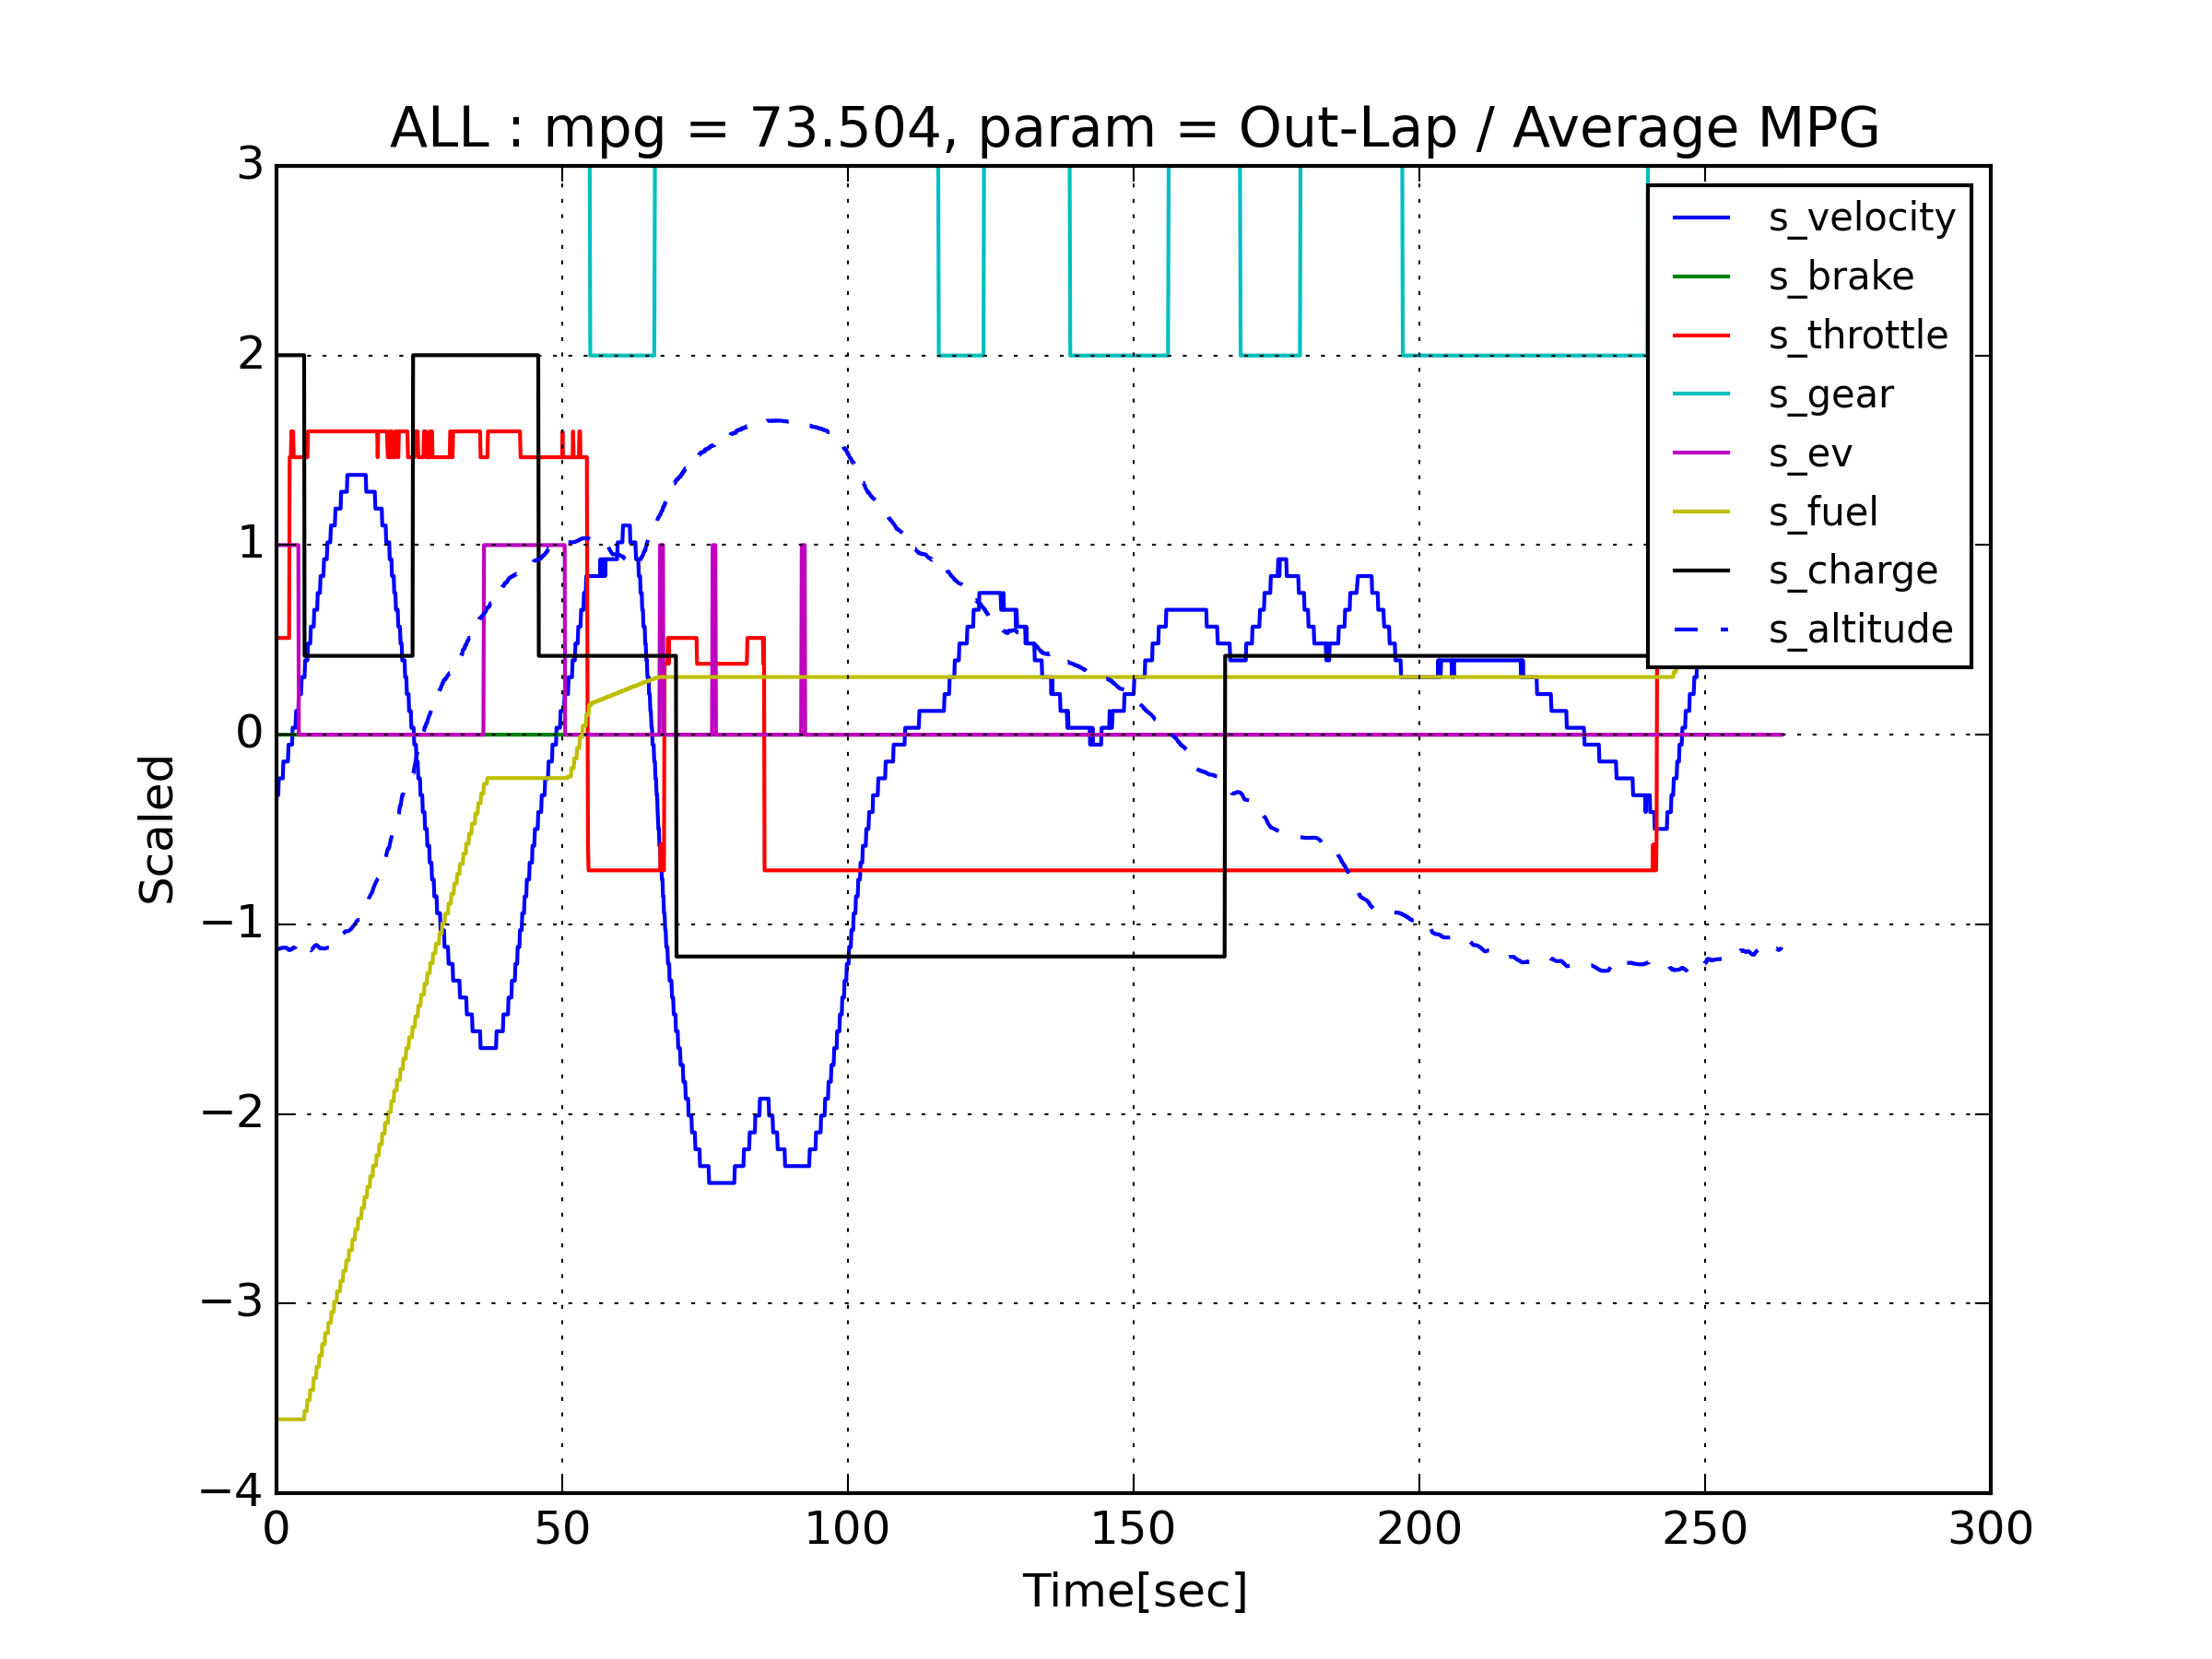 ALL : mpg = 73.504, param = Out-Lap / Average MPG
3
2
1
0
−1
−2
−3
−4
Scaled
s_velocity
s_brake
s_throttle
s_gear
s_ev
s_fuel
s_charge
s_altitude
0 50 100 150 200 250 300
Time[sec]